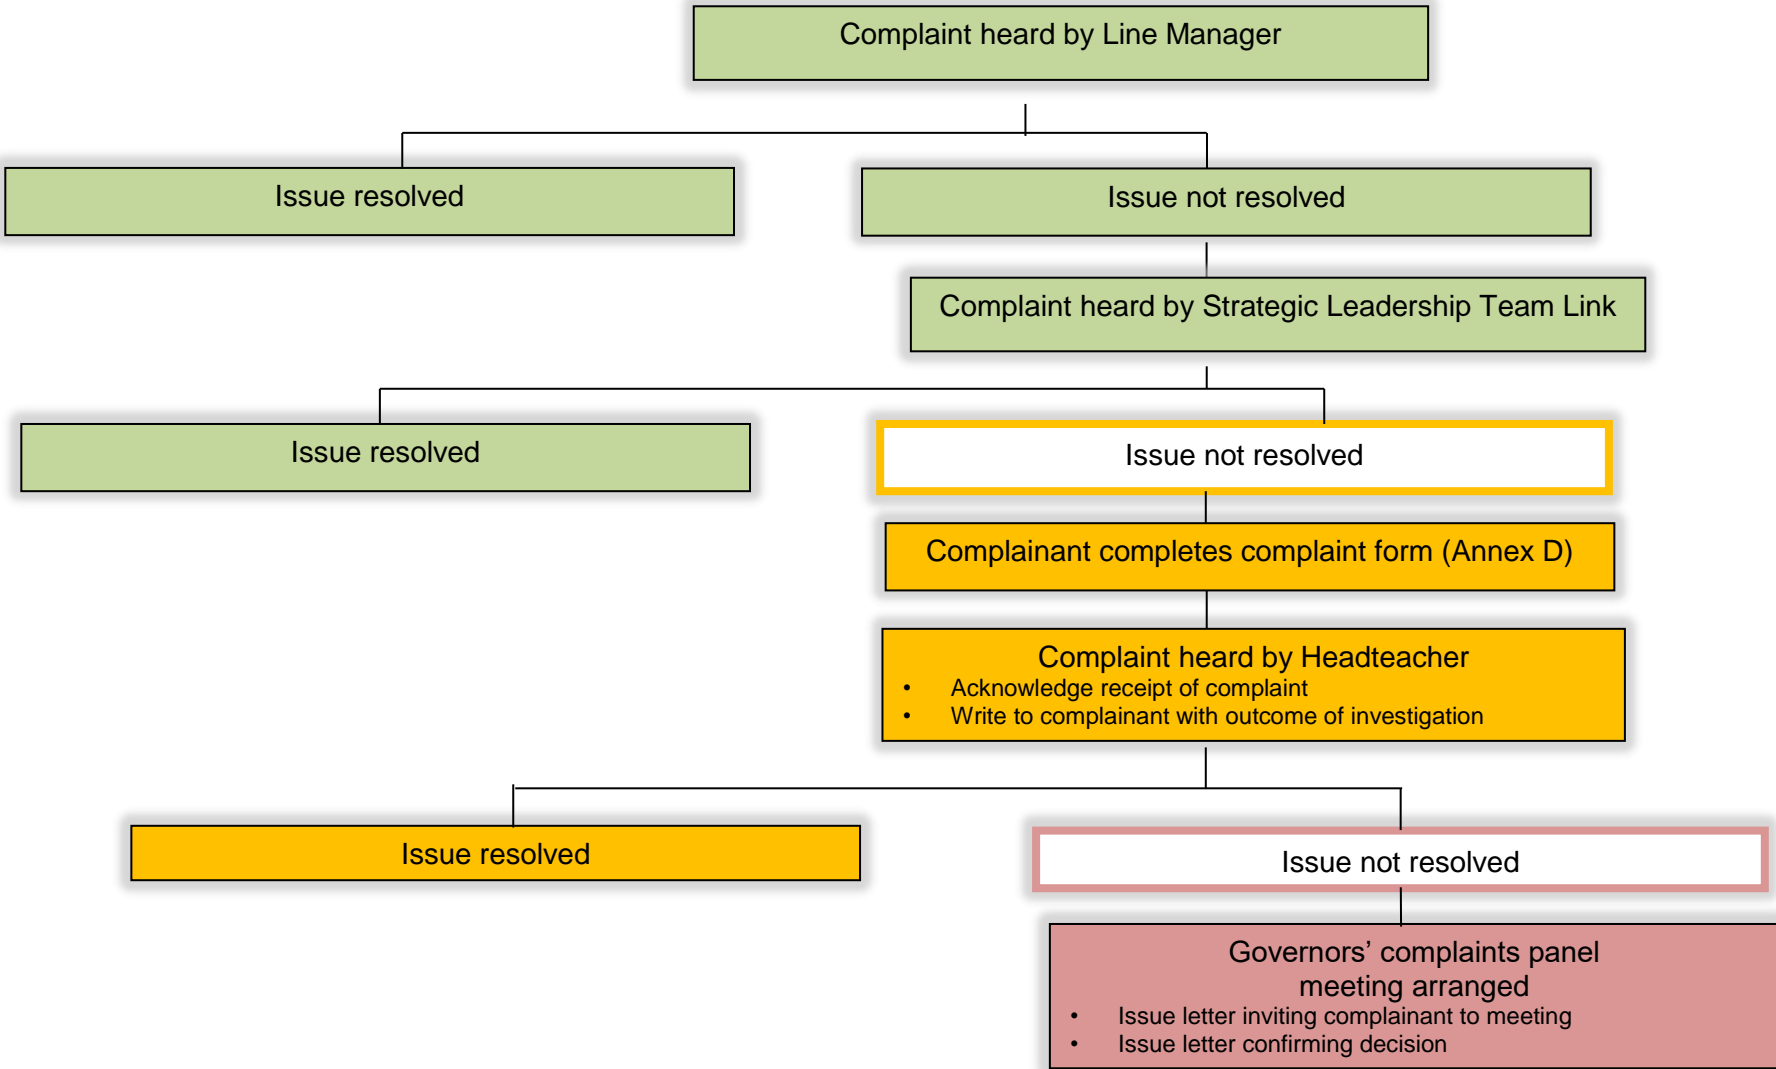 Complaint heard by Line Manager
Issue resolved
Issue not resolved
Complaint heard by Strategic Leadership Team Link
Issue resolved
Issue not resolved
Complainant completes complaint form (Annex D)
Complaint heard by Headteacher
• Acknowledge receipt of complaint
• Write to complainant with outcome of investigation
Issue resolved
Issue not resolved
Governors’ complaints panel
meeting arranged
• Issue letter inviting complainant to meeting
• Issue letter confirming decision